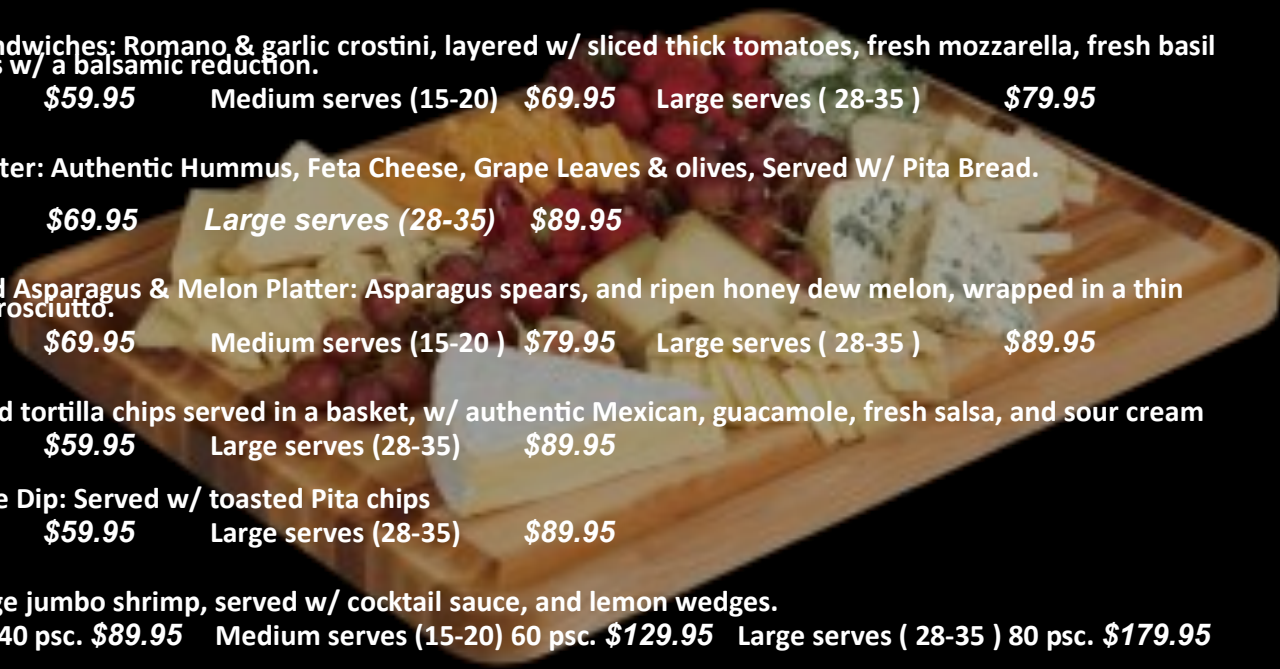 ndwiches: Romano & garlic crostini, layered w/ sliced thick tomatoes, fresh mozzarella, fresh basil
s w/ a balsamic reduction.
$59.95 Medium serves (15-20) $69.95 Large serves ( 28-35 ) $79.95
ter: Authentic Hummus, Feta Cheese, Grape Leaves & olives, Served W/ Pita Bread.
$69.95 Large serves (28-35) $89.95
d Asparagus & Melon Platter: Asparagus spears, and ripen honey dew melon, wrapped in a thin
rosciutto.
$69.95 Medium serves (15-20 ) $79.95 Large serves ( 28-35 ) $89.95
d tortilla chips served in a basket, w/ authentic Mexican, guacamole, fresh salsa, and sour cream
$59.95 Large serves (28-35) $89.95
e Dip: Served w/ toasted Pita chips
$59.95 Large serves (28-35) $89.95
ge jumbo shrimp, served w/ cocktail sauce, and lemon wedges.
40 psc. $89.95 Medium serves (15-20) 60 psc. $129.95 Large serves ( 28-35 ) 80 psc. $179.95